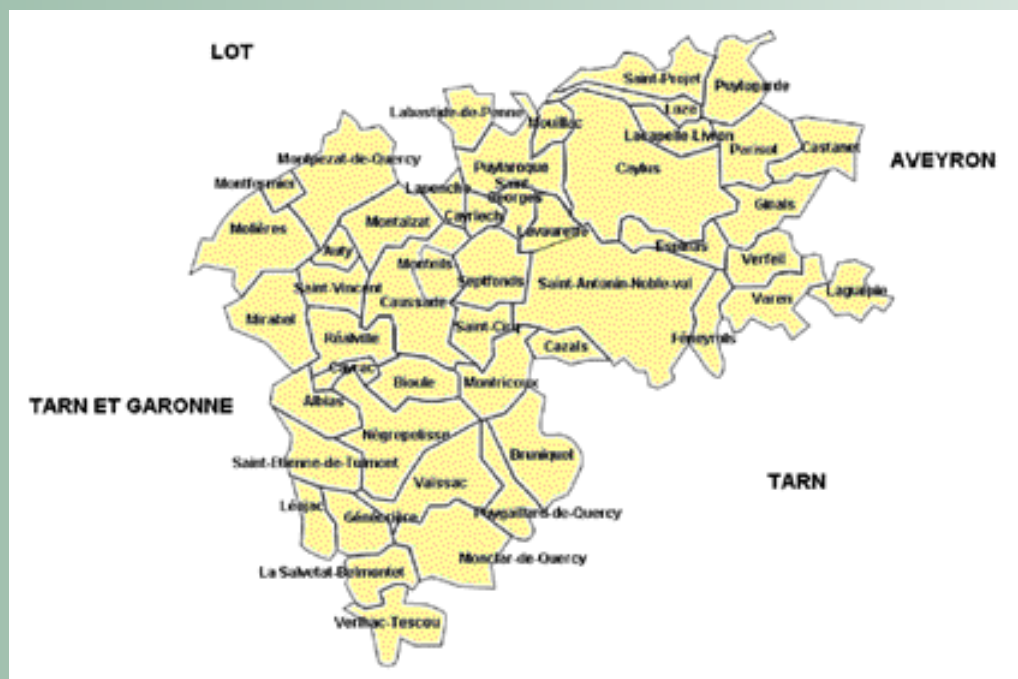 LOT
Saint-Projet
Puylagarde
Labastide-de-Penne
Mouillac
Loze
Lacapelle-Livron
Parisot
Castanet
AVEYRON
Montpezat-de-Quercy
Puylaroque
Caylus
Montfermier
Lapenche
Saint
Georges
Ginals
Molières
Montalzat
Cayriech
Lavaurette
Auty
Espinas
Verfeil
Monteils
Septfonds
Saint-Antonin-Noble-val
Saint-Vincent
Varen
Laguépie
Mirabel
Caussade
Saint-Cirq
Réalville
Cazals
Féneyrols
Cayrac
Bioule
Montricoux
TARN ET GARONNE
Albias
Nègrepelisse
Bruniquel
Saint-Etienne-de-Tulmont
Vaissac
TARN
Léojac
Génébrière
Puygaillard-de-Quercy
Monclar-de-Quercy
La Salvetat-Belmontet
Verlhac-Tescou